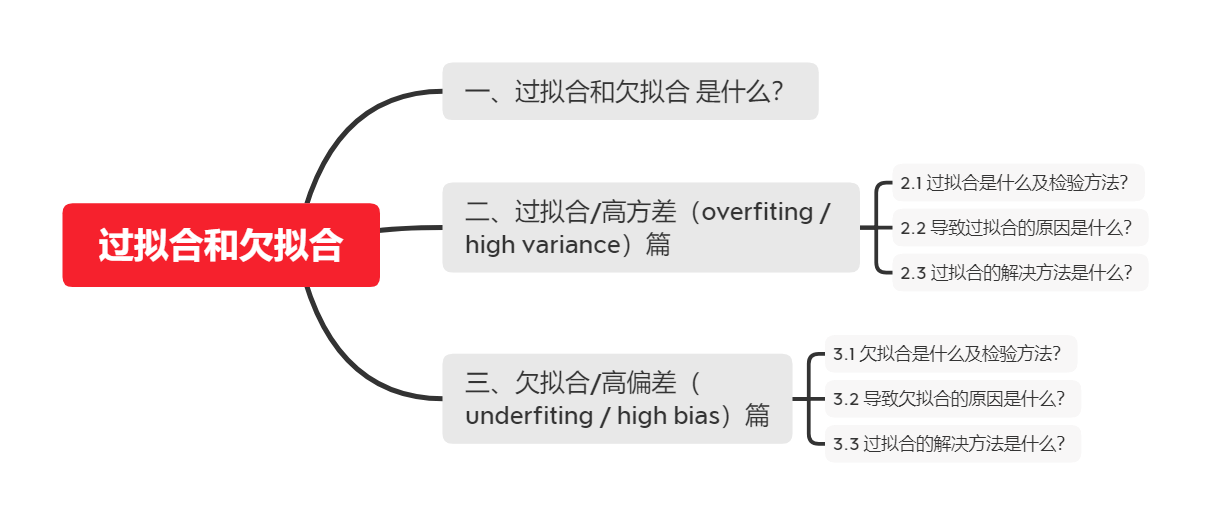 过拟合和欠拟合
一、过拟合和欠拟合 是什么？
二、过拟合/高方差（overfiting /
high variance）篇
2.1 过拟合是什么及检验方法？
2.2 导致过拟合的原因是什么？
2.3 过拟合的解决方法是什么？
三、欠拟合/高偏差（
underfiting / high bias）篇
3.1 欠拟合是什么及检验方法？
3.2 导致欠拟合的原因是什么？
3.3 过拟合的解决方法是什么？